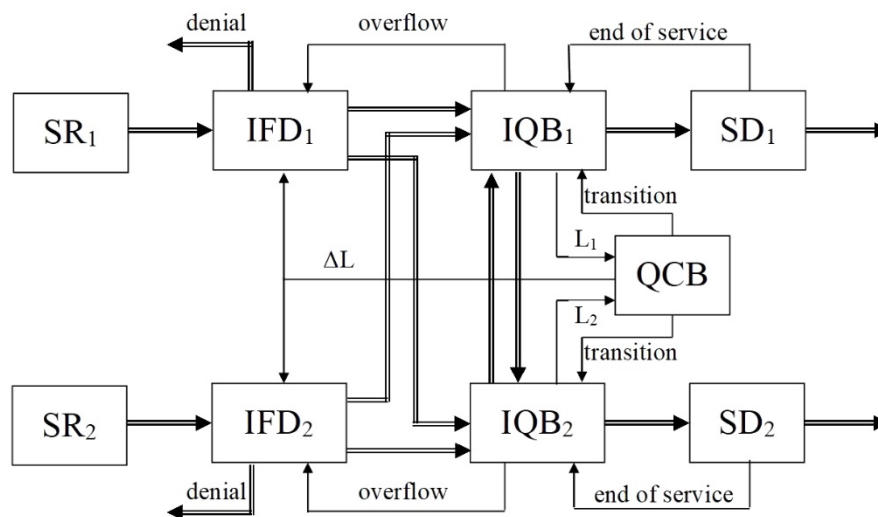 denial
overflow
end of service
SR₁
IFD₁
IQB₁
SD₁
transition
L₁
ΔL
QCB
L₂
transition
SR₂
IFD₂
IQB₂
SD₂
denial
overflow
end of service